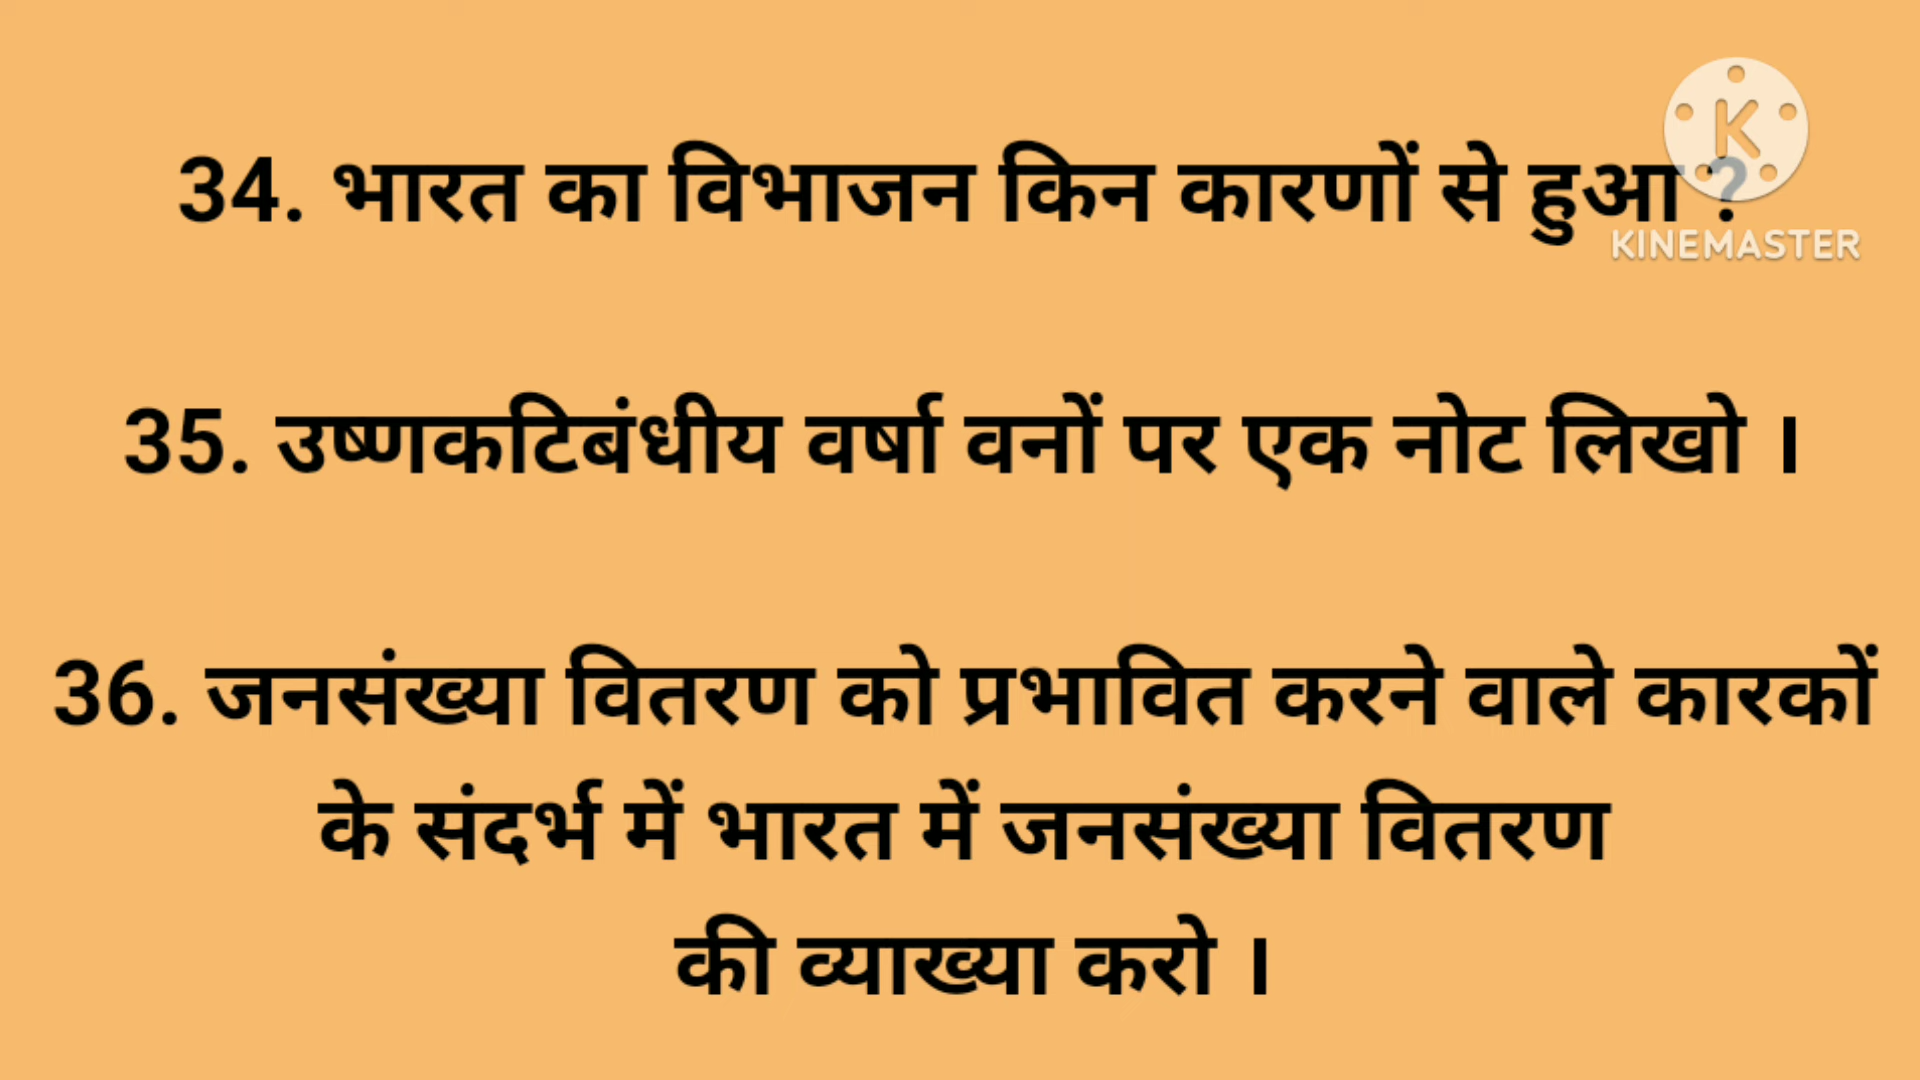 34. भारत का विभाजन किन कारणों से हुआ ?
KINEMASTER
35. उष्णकटिबंधीय वर्षा वनों पर एक नोट लिखो ।
36. जनसंख्या वितरण को प्रभावित करने वाले कारकों
के संदर्भ में भारत में जनसंख्या वितरण
की व्याख्या करो ।